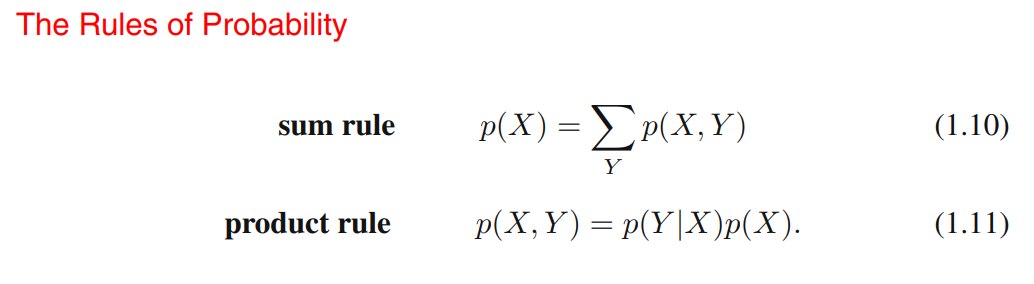 The Rules of Probability
sum rule p(X) = ∑ p(X, Y) (1.10)
Y
product rule p(X, Y) = p(Y|X)p(X). (1.11)